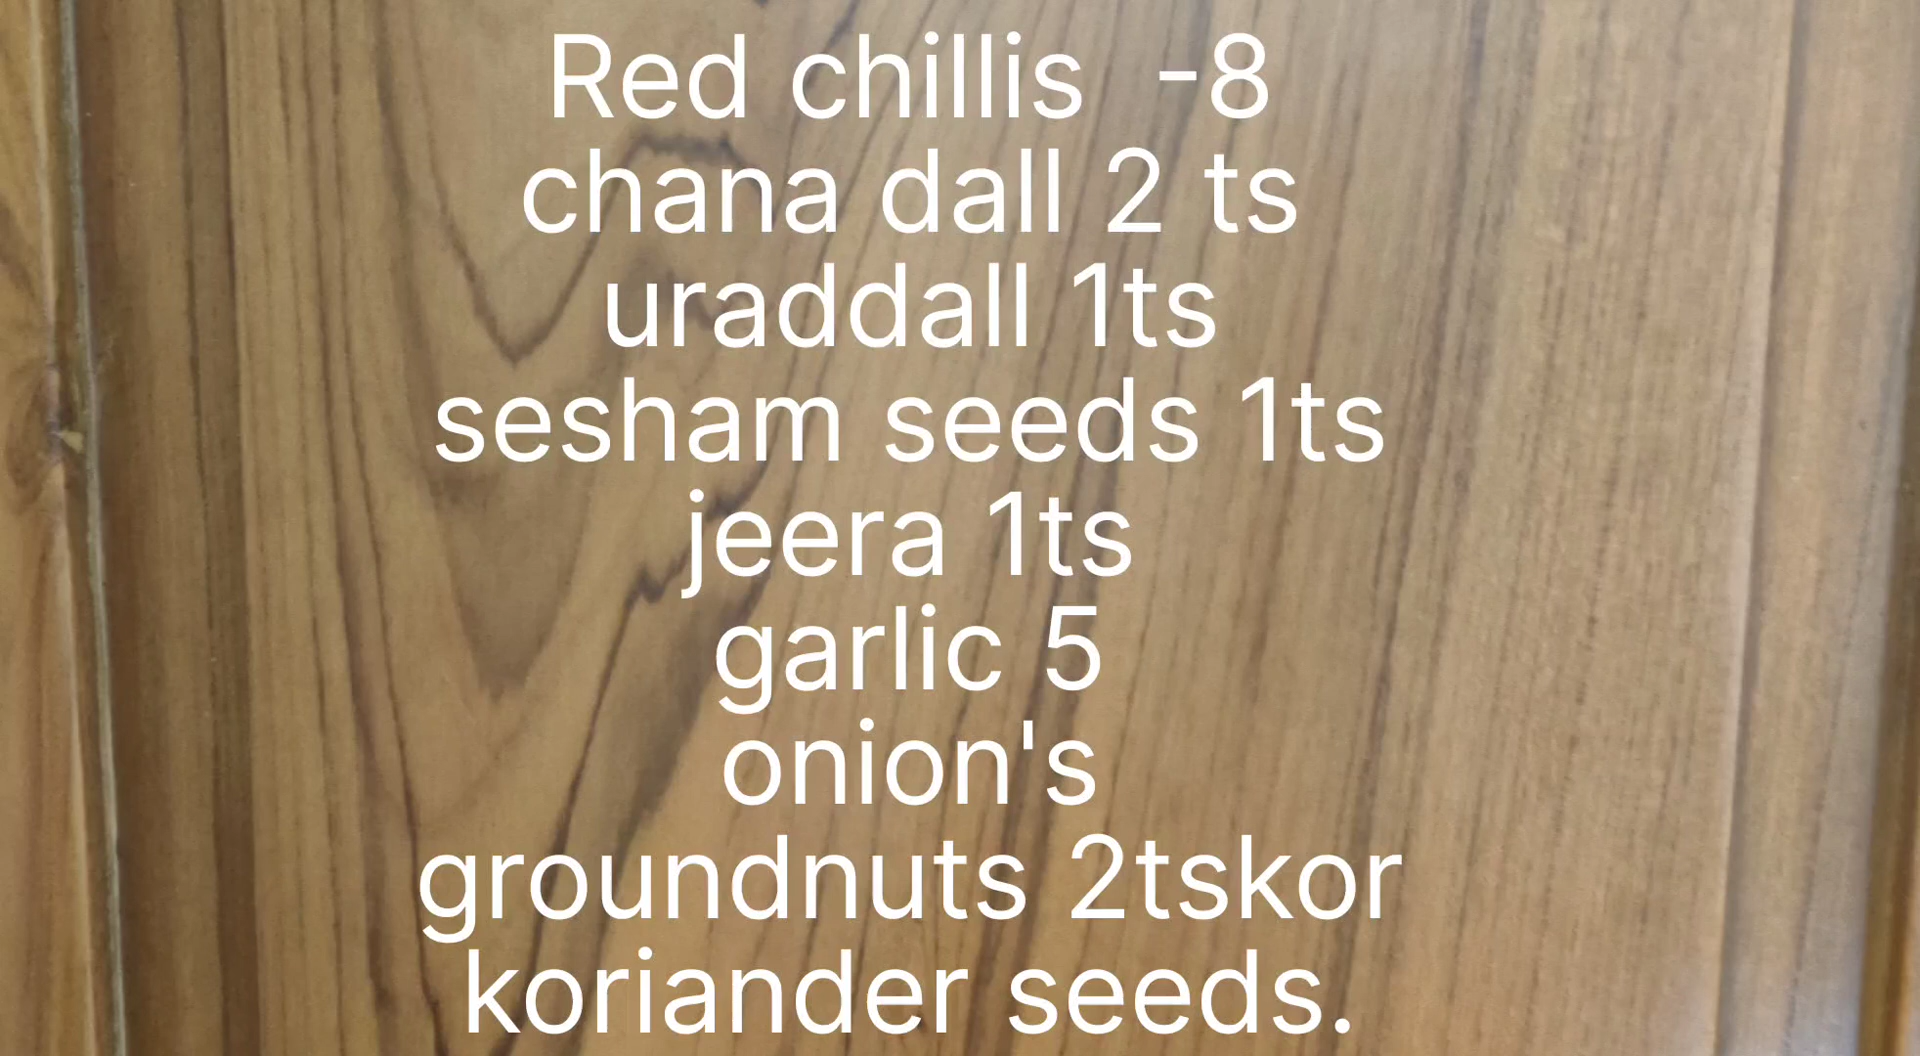 Red chillis  -8
chana dall 2 ts
uraddall 1ts
sesham seeds 1ts
jeera 1ts
garlic 5
onion's
groundnuts 2tskor
koriander seeds.